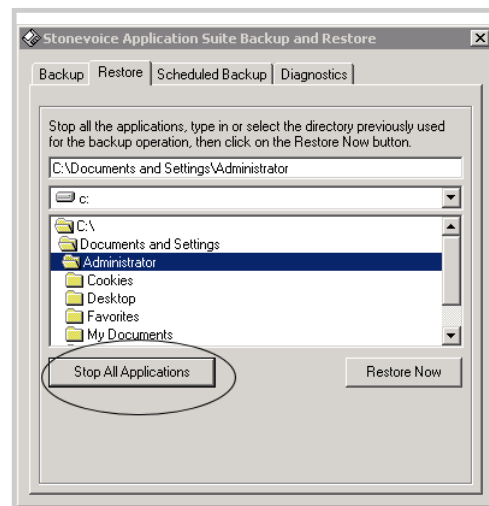 Stonevoice Application Suite Backup and Restore
Backup Restore Scheduled Backup Diagnostics
Stop all the applications, type in or select the directory previously used
for the backup operation, then click on the Restore Now button.
C:\Documents and Settings\Administrator
c:
C:\
Documents and Settings
Administrator
Cookies
Desktop
Favorites
My Documents
Stop All Applications Restore Now